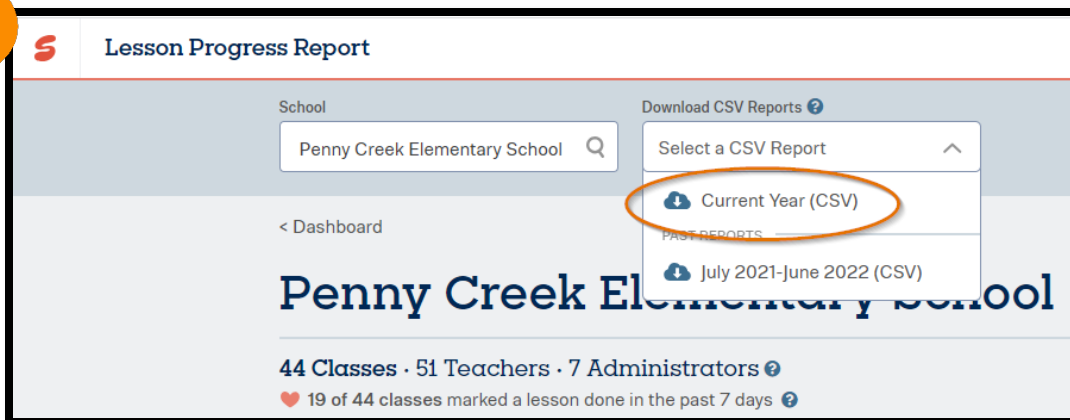 Lesson Progress Report
School
Download CSV Reports ?
Penny Creek Elementary School
Select a CSV Report
Current Year (CSV)
< Dashboard
PAST REPORTS
July 2021-June 2022 (CSV)
Penny Creek Elementary School
44 Classes · 51 Teachers · 7 Administrators ?
19 of 44 classes marked a lesson done in the past 7 days ?